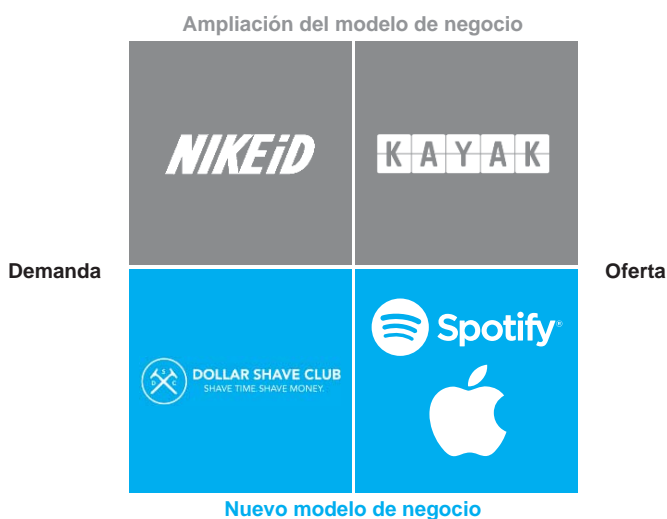 Ampliación del modelo de negocio
NIKEiD
KAYAK
Demanda
Oferta
Spotify®
DSC
DOLLAR SHAVE CLUB
SHAVE TIME. SHAVE MONEY.
Nuevo modelo de negocio